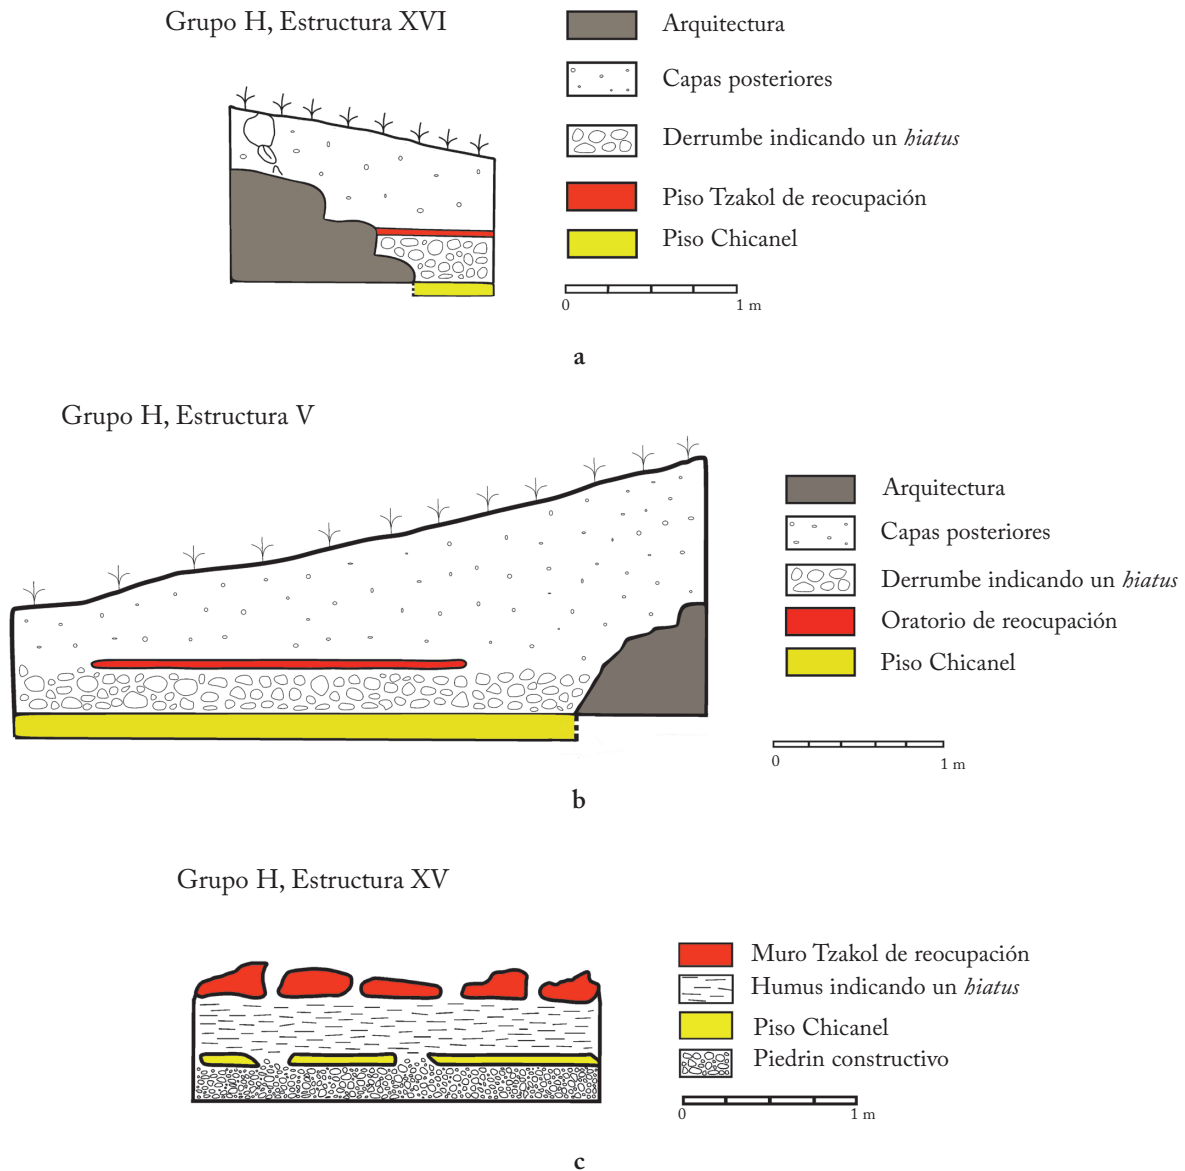 Grupo H, Estructura XVI
Arquitectura
Capas posteriores
Derrumbe indicando un hiatus
Piso Tzakol de reocupación
Piso Chicanel
0 1 m
a
Grupo H, Estructura V
Arquitectura
Capas posteriores
Derrumbe indicando un hiatus
Oratorio de reocupación
Piso Chicanel
0 1 m
b
Grupo H, Estructura XV
Muro Tzakol de reocupación
Humus indicando un hiatus
Piso Chicanel
Piedrin constructivo
0 1 m
c